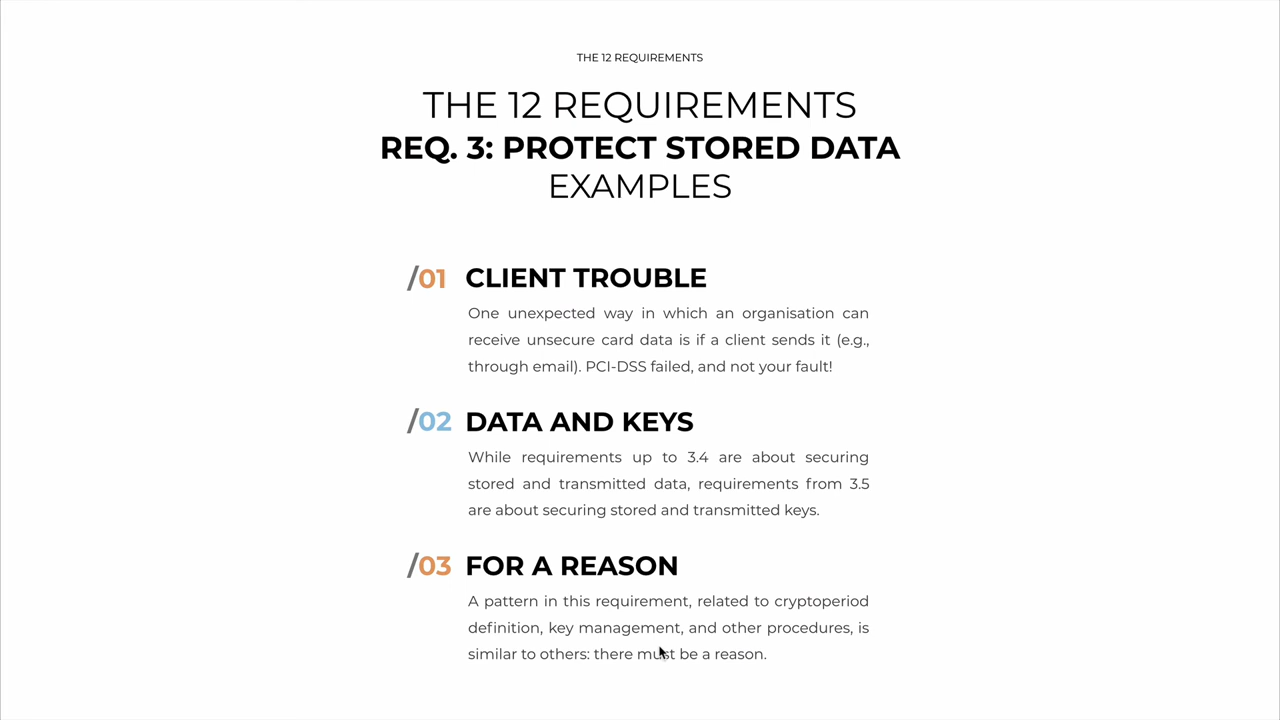 THE 12 REQUIREMENTS
THE 12 REQUIREMENTS
REQ. 3: PROTECT STORED DATA
EXAMPLES
/01 CLIENT TROUBLE
One unexpected way in which an organisation can
receive unsecure card data is if a client sends it (e.g.,
through email). PCI-DSS failed, and not your fault!
/02 DATA AND KEYS
While requirements up to 3.4 are about securing
stored and transmitted data, requirements from 3.5
are about securing stored and transmitted keys.
/03 FOR A REASON
A pattern in this requirement, related to cryptoperiod
definition, key management, and other procedures, is
similar to others: there must be a reason.